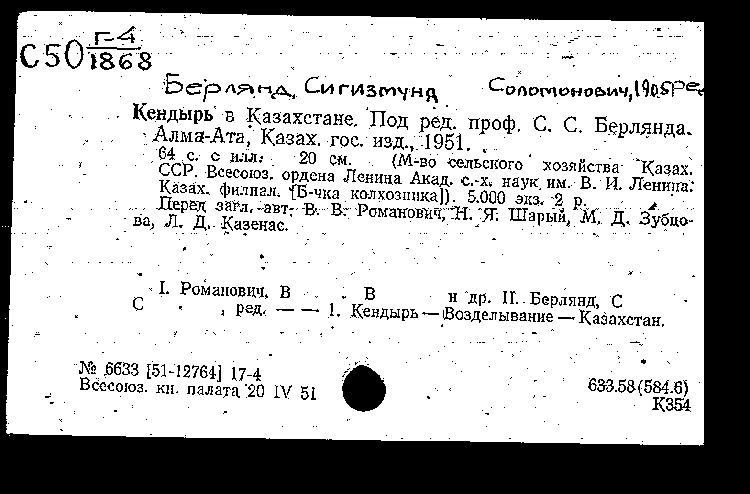 Г-4
С50 1868
Берлянд, Сигизмунд Соломонович, 1905 Ре
Кендырь в Казахстане. Под ред. проф. С. С. Берлянда.
Алма-Ата, Казах. гос. изд., 1951.
64 с. с илл. 20 см. (М-во сельского хозяйства Казах.
ССР. Всесоюз. ордена Ленина Акад. с.-х. наук им. В. И. Ленина.
Казах. филиал. [Б-чка колхозника]). 5.000 экз. 2 р.
Перед загл. авт.: В. В. Романович, Н. Я. Шарый, М. Д. Зубцо-
ва, Л. Д. Казенас.
I. Романович, В В и др. II. Берлянд, С
С , ред. — — 1. Кендырь — Возделывание — Казахстан.
№ 6633 [51-12764] 17-4
Всесоюз. кн. палата 20 IV 51
633.58(584.6)
К354